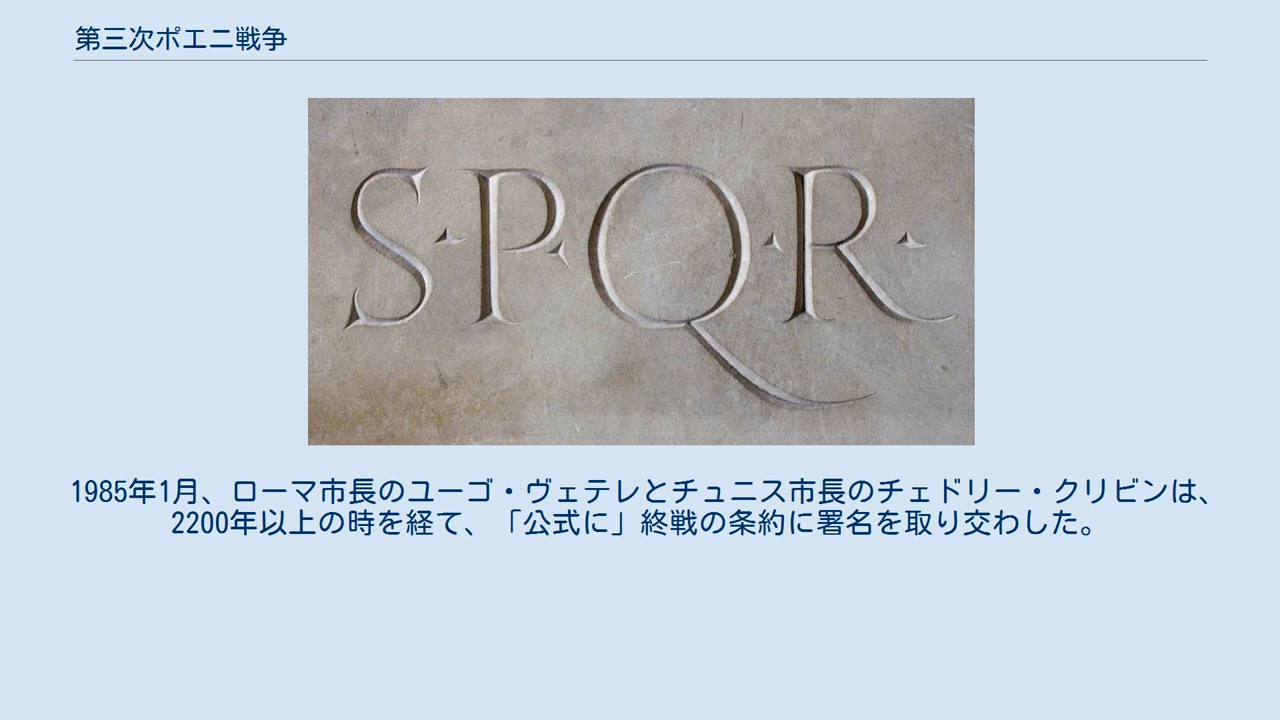 第三次ポエニ戦争
S·P·Q·R·
1985年1月、ローマ市長のユーゴ・ヴェテレとチュニス市長のチェドリー・クリビンは、
2200年以上の時を経て、「公式に」終戦の条約に署名を取り交わした。